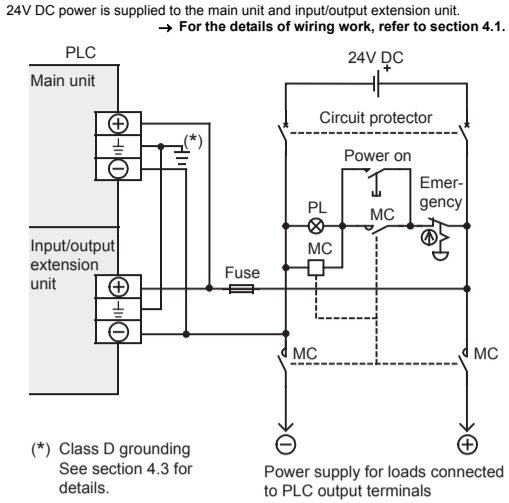 24V DC power is supplied to the main unit and input/output extension unit.
→ For the details of wiring work, refer to section 4.1.
PLC
24V DC
+
Main unit
Circuit protector
(*)
Power on
Emer-
gency
PL
MC
MC
Input/output
extension
unit
Fuse
MC
MC
(*) Class D grounding
See section 4.3 for
details.
Power supply for loads connected
to PLC output terminals